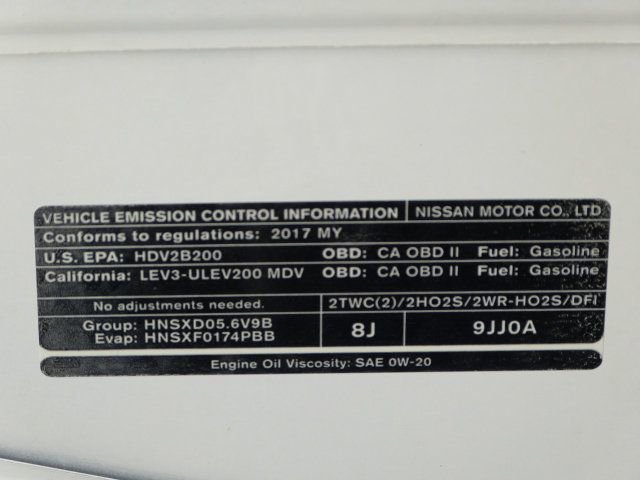 VEHICLE EMISSION CONTROL INFORMATION NISSAN MOTOR CO., LTD.
Conforms to regulations: 2017 MY
U.S. EPA: HDV2B200 OBD: CA OBD II Fuel: Gasoline
California: LEV3-ULEV200 MDV OBD: CA OBD II Fuel: Gasoline
No adjustments needed. 2TWC(2)/2HO2S/2WR-HO2S/DFI
Group: HNSXD05.6V9B 8J 9JJ0A
Evap: HNSXF0174PBB
Engine Oil Viscosity: SAE 0W-20